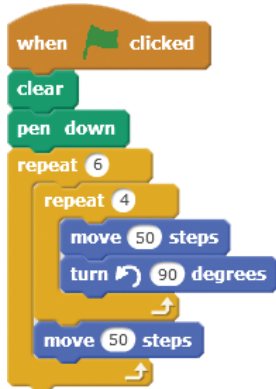 when clicked
clear
pen down
repeat 6
repeat 4
move 50 steps
turn 90 degrees
move 50 steps